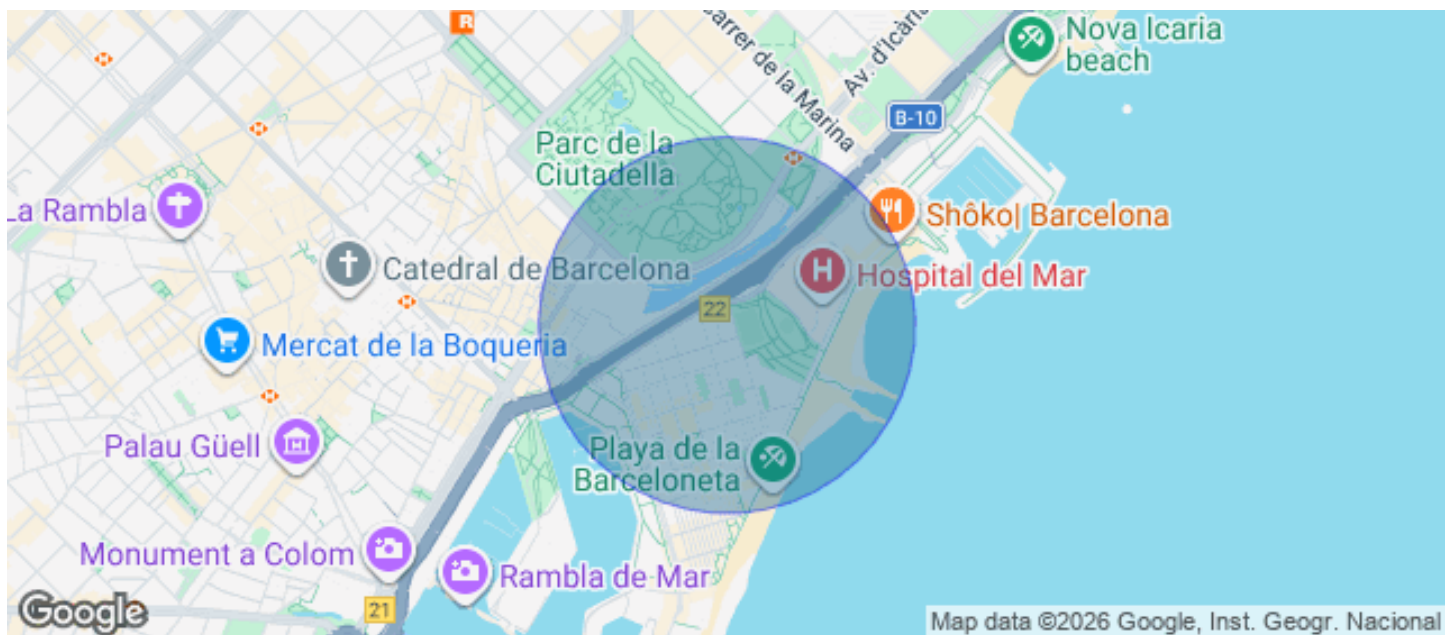 R
Nova Icaria
beach
Carrer de la Marina
Av. d'Icària
B-10
Parc de la
Ciutadella
La Rambla
Shôko| Barcelona
Catedral de Barcelona
H
Hospital del Mar
22
Mercat de la Boqueria
Palau Güell
Playa de la
Barceloneta
Monument a Colom
Rambla de Mar
21
Google
Map data ©2026 Google, Inst. Geogr. Nacional